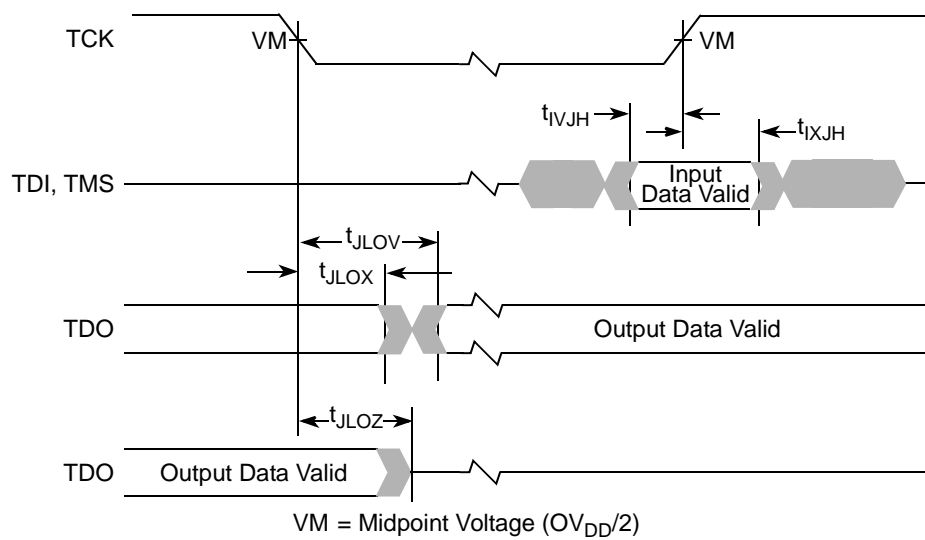 TCK
VM
VM
tIVJH
tIXJH
TDI, TMS
Input
Data Valid
tJLOV
tJLOX
TDO
Output Data Valid
tJLOZ
TDO
Output Data Valid
VM = Midpoint Voltage (OVDD/2)